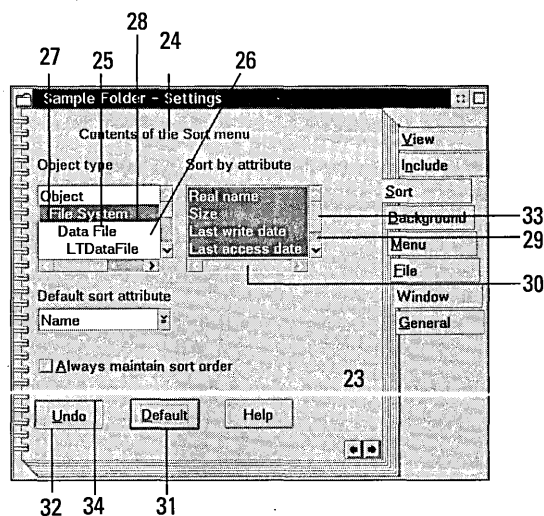 28
27 25 24 26
Sample Folder - Settings
Contents of the Sort menu
Object type Sort by attribute
Object
File System
Data File
LTDataFile
Real name
Size
Last write date
Last access date
View
Include
Sort
Background
Menu
File
Window
General
33
29
30
Default sort attribute
Name
Always maintain sort order
23
Undo Default Help
32 34 31